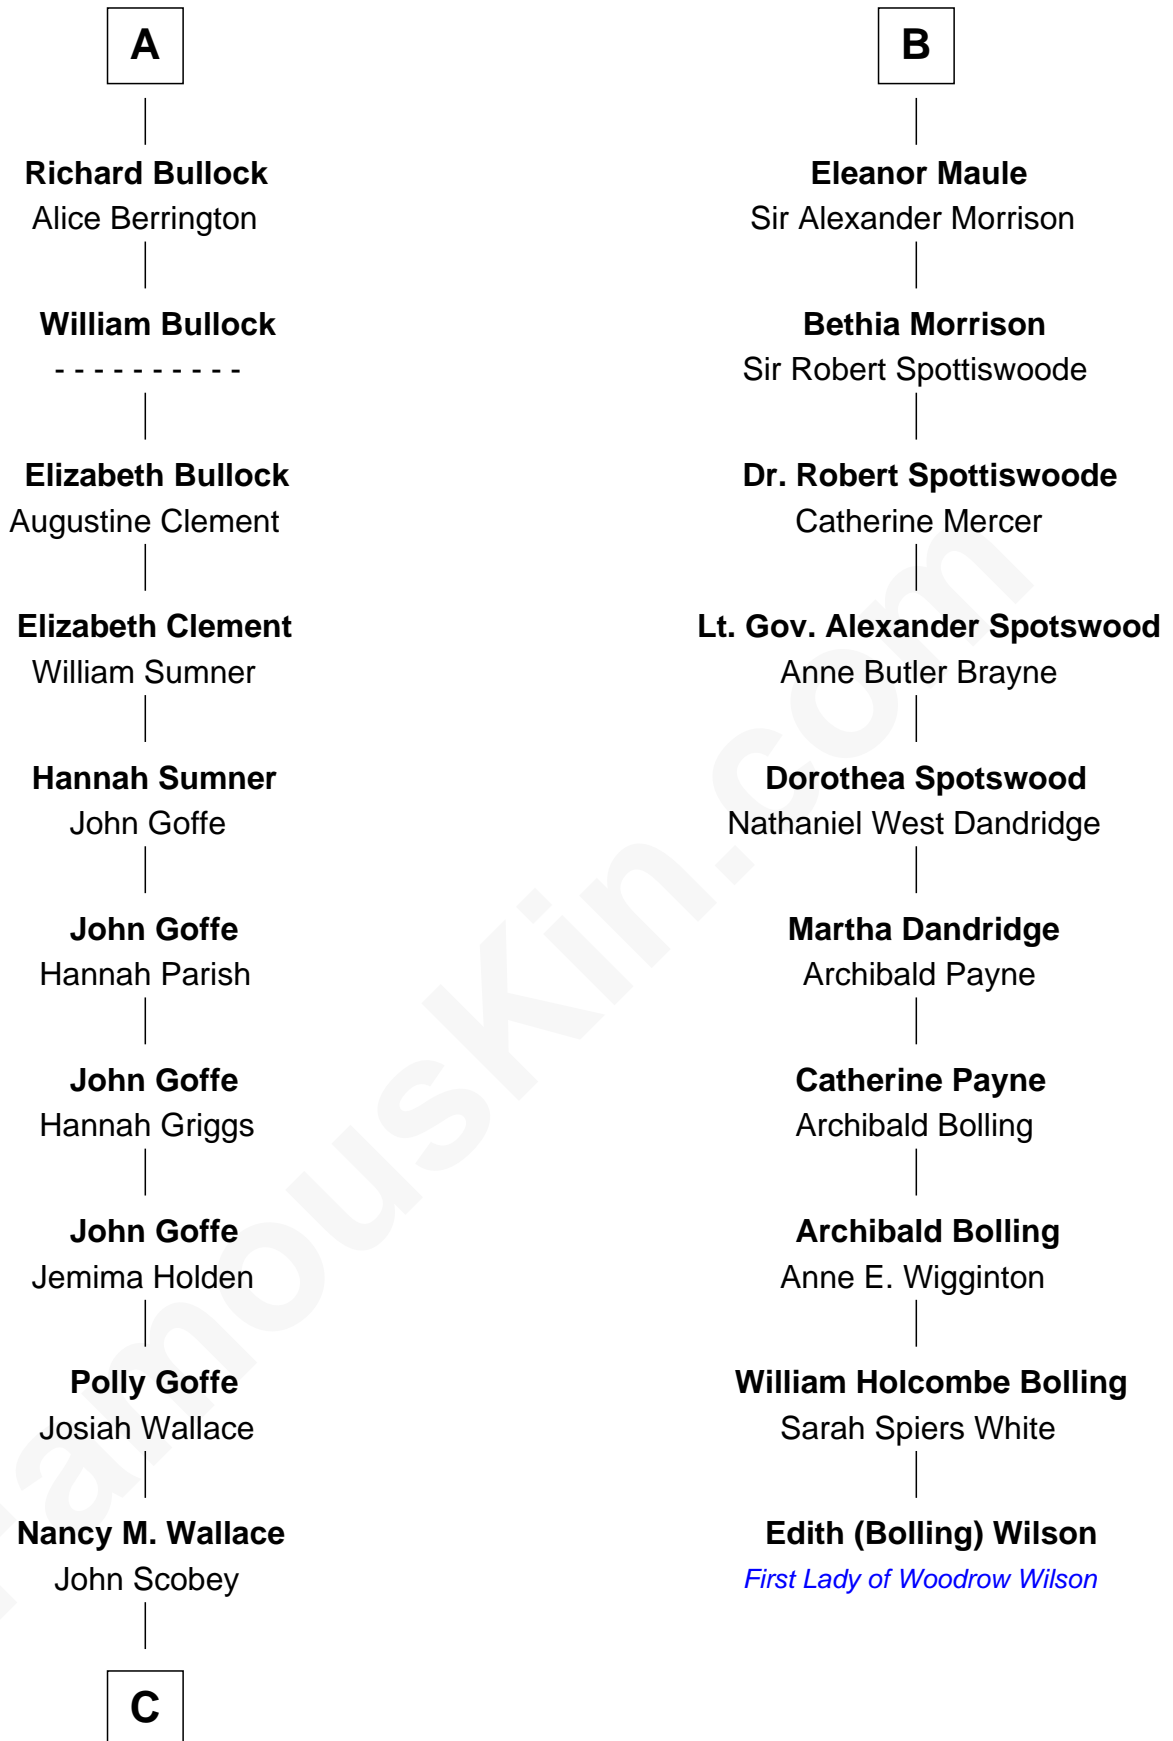 A
Richard Bullock
Alice Berrington
William Bullock
- - - - - - - - - -
Elizabeth Bullock
Augustine Clement
Elizabeth Clement
William Sumner
Hannah Sumner
John Goffe
John Goffe
Hannah Parish
John Goffe
Hannah Griggs
John Goffe
Jemima Holden
Polly Goffe
Josiah Wallace
Nancy M. Wallace
John Scobey
C
B
Eleanor Maule
Sir Alexander Morrison
Bethia Morrison
Sir Robert Spottiswoode
Dr. Robert Spottiswoode
Catherine Mercer
Lt. Gov. Alexander Spotswood
Anne Butler Brayne
Dorothea Spotswood
Nathaniel West Dandridge
Martha Dandridge
Archibald Payne
Catherine Payne
Archibald Bolling
Archibald Bolling
Anne E. Wigginton
William Holcombe Bolling
Sarah Spiers White
Edith (Bolling) Wilson
First Lady of Woodrow Wilson
FamousKin.com